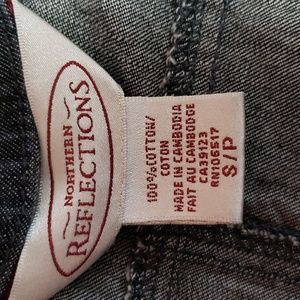 NORTHERN
REFLECTIONS
100% COTTON/
COTON
MADE IN CAMBODIA
FAIT AU CAMBODGE
CA39123
RN106517
S/P